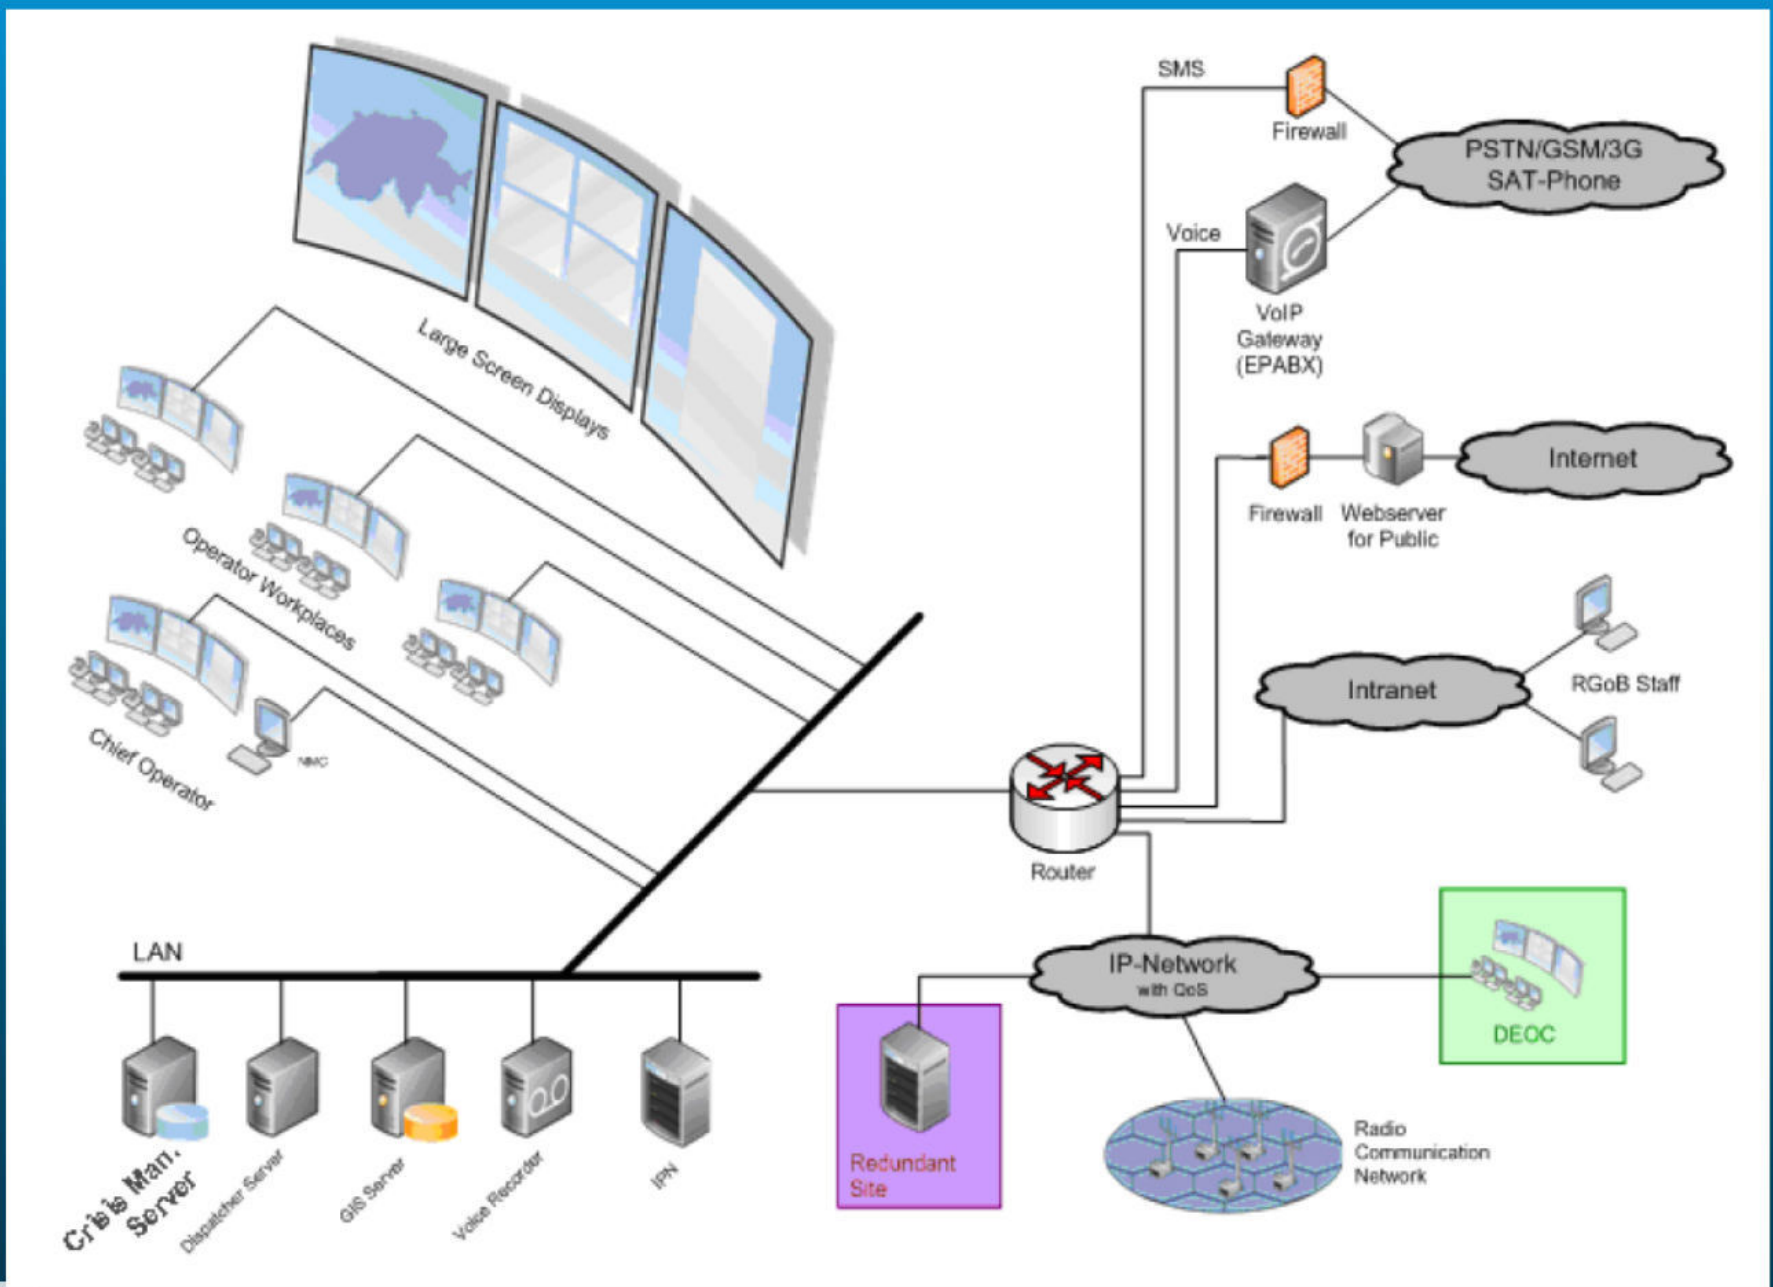 SMS
Firewall
PSTN/GSM/3G
SAT-Phone
Voice
VoIP
Gateway
(EPABX)
Large Screen Displays
Internet
Firewall
Webserver
for Public
Operator Workplaces
RGoB Staff
Intranet
Chief Operator
NMC
Router
LAN
IP-Network
with QoS
DEOC
Redundant
Site
Radio
Communication
Network
Crisis Man.
Server
Dispatcher Server
GIS Server
Voice Recorder
IPN